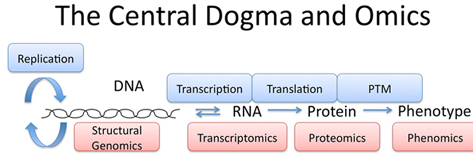 The Central Dogma and Omics
Replication
DNA
Transcription
Translation
PTM
RNA
Protein
Phenotype
Structural
Genomics
Transcriptomics
Proteomics
Phenomics